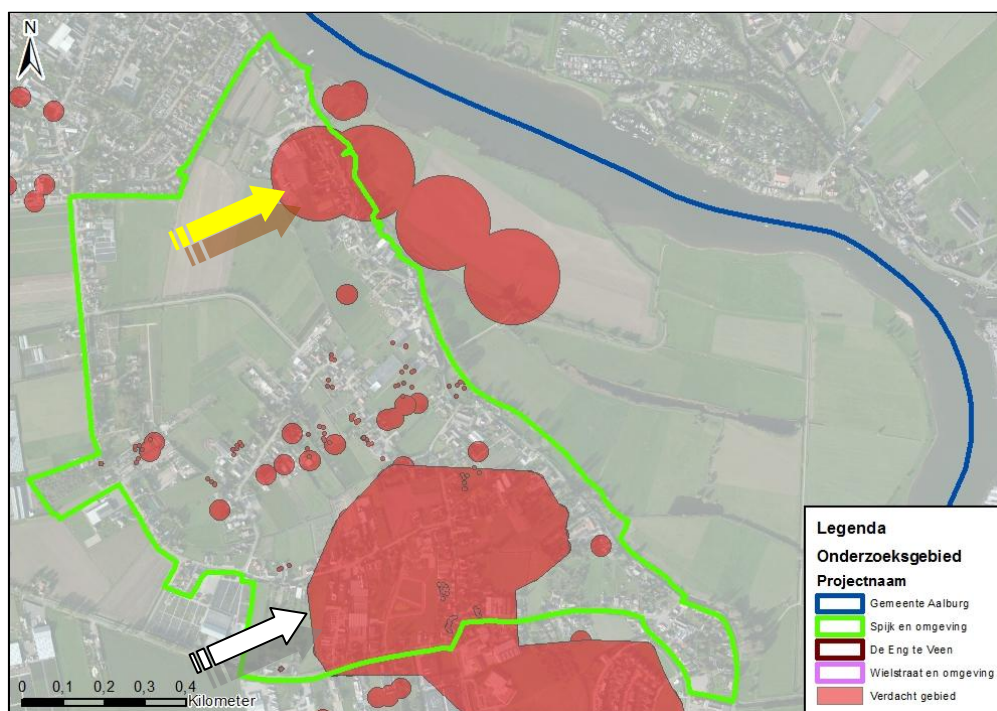 N
Legenda
Onderzoeksgebied
Projectnaam
Gemeente Aalburg
Spijk en omgeving
De Eng te Veen
Wielstraat en omgeving
Verdacht gebied
0 0,1 0,2 0,3 0,4
Kilometer